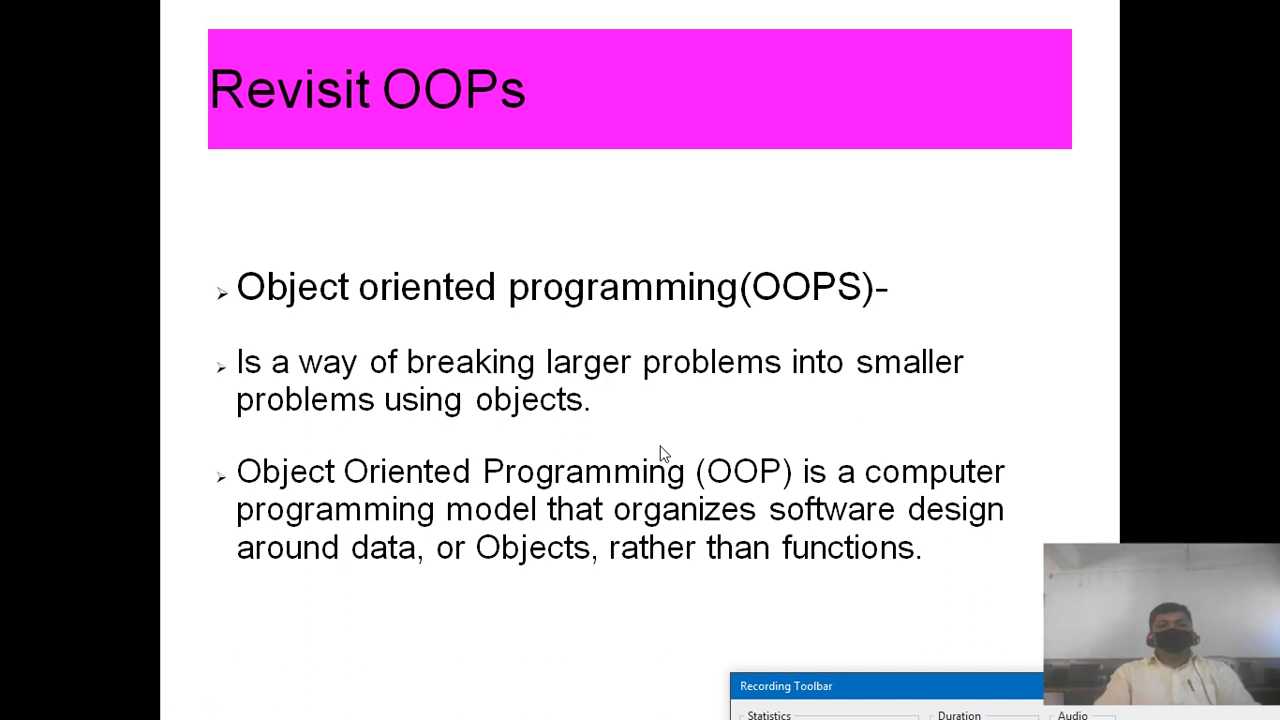 Revisit OOPs
Object oriented programming(OOPS)-
Is a way of breaking larger problems into smaller
problems using objects.
Object Oriented Programming (OOP) is a computer
programming model that organizes software design
around data, or Objects, rather than functions.
Recording Toolbar
Statistics
Duration
Audio